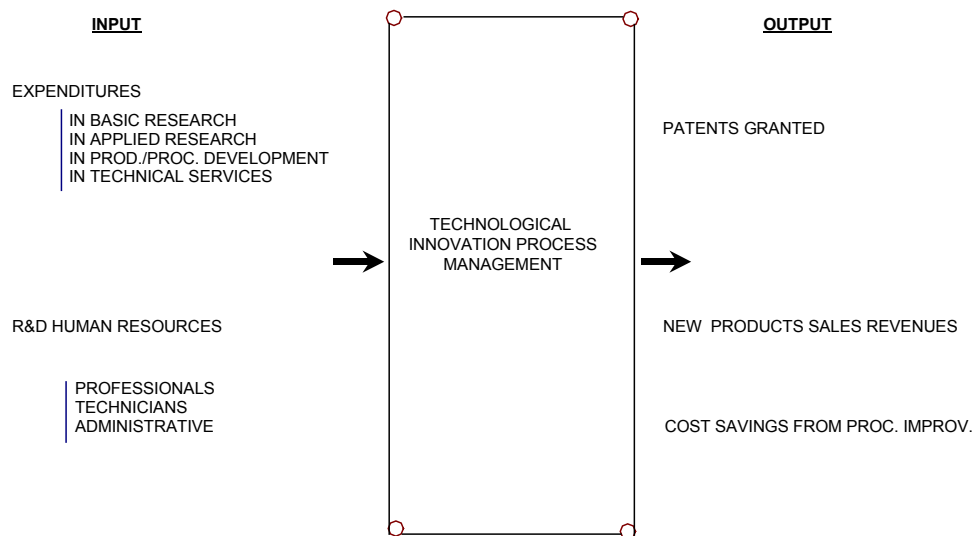 INPUT
EXPENDITURES
IN BASIC RESEARCH
IN APPLIED RESEARCH
IN PROD./PROC. DEVELOPMENT
IN TECHNICAL SERVICES
R&D HUMAN RESOURCES
PROFESSIONALS
TECHNICIANS
ADMINISTRATIVE
TECHNOLOGICAL
INNOVATION PROCESS
MANAGEMENT
OUTPUT
PATENTS GRANTED
NEW PRODUCTS SALES REVENUES
COST SAVINGS FROM PROC. IMPROV.